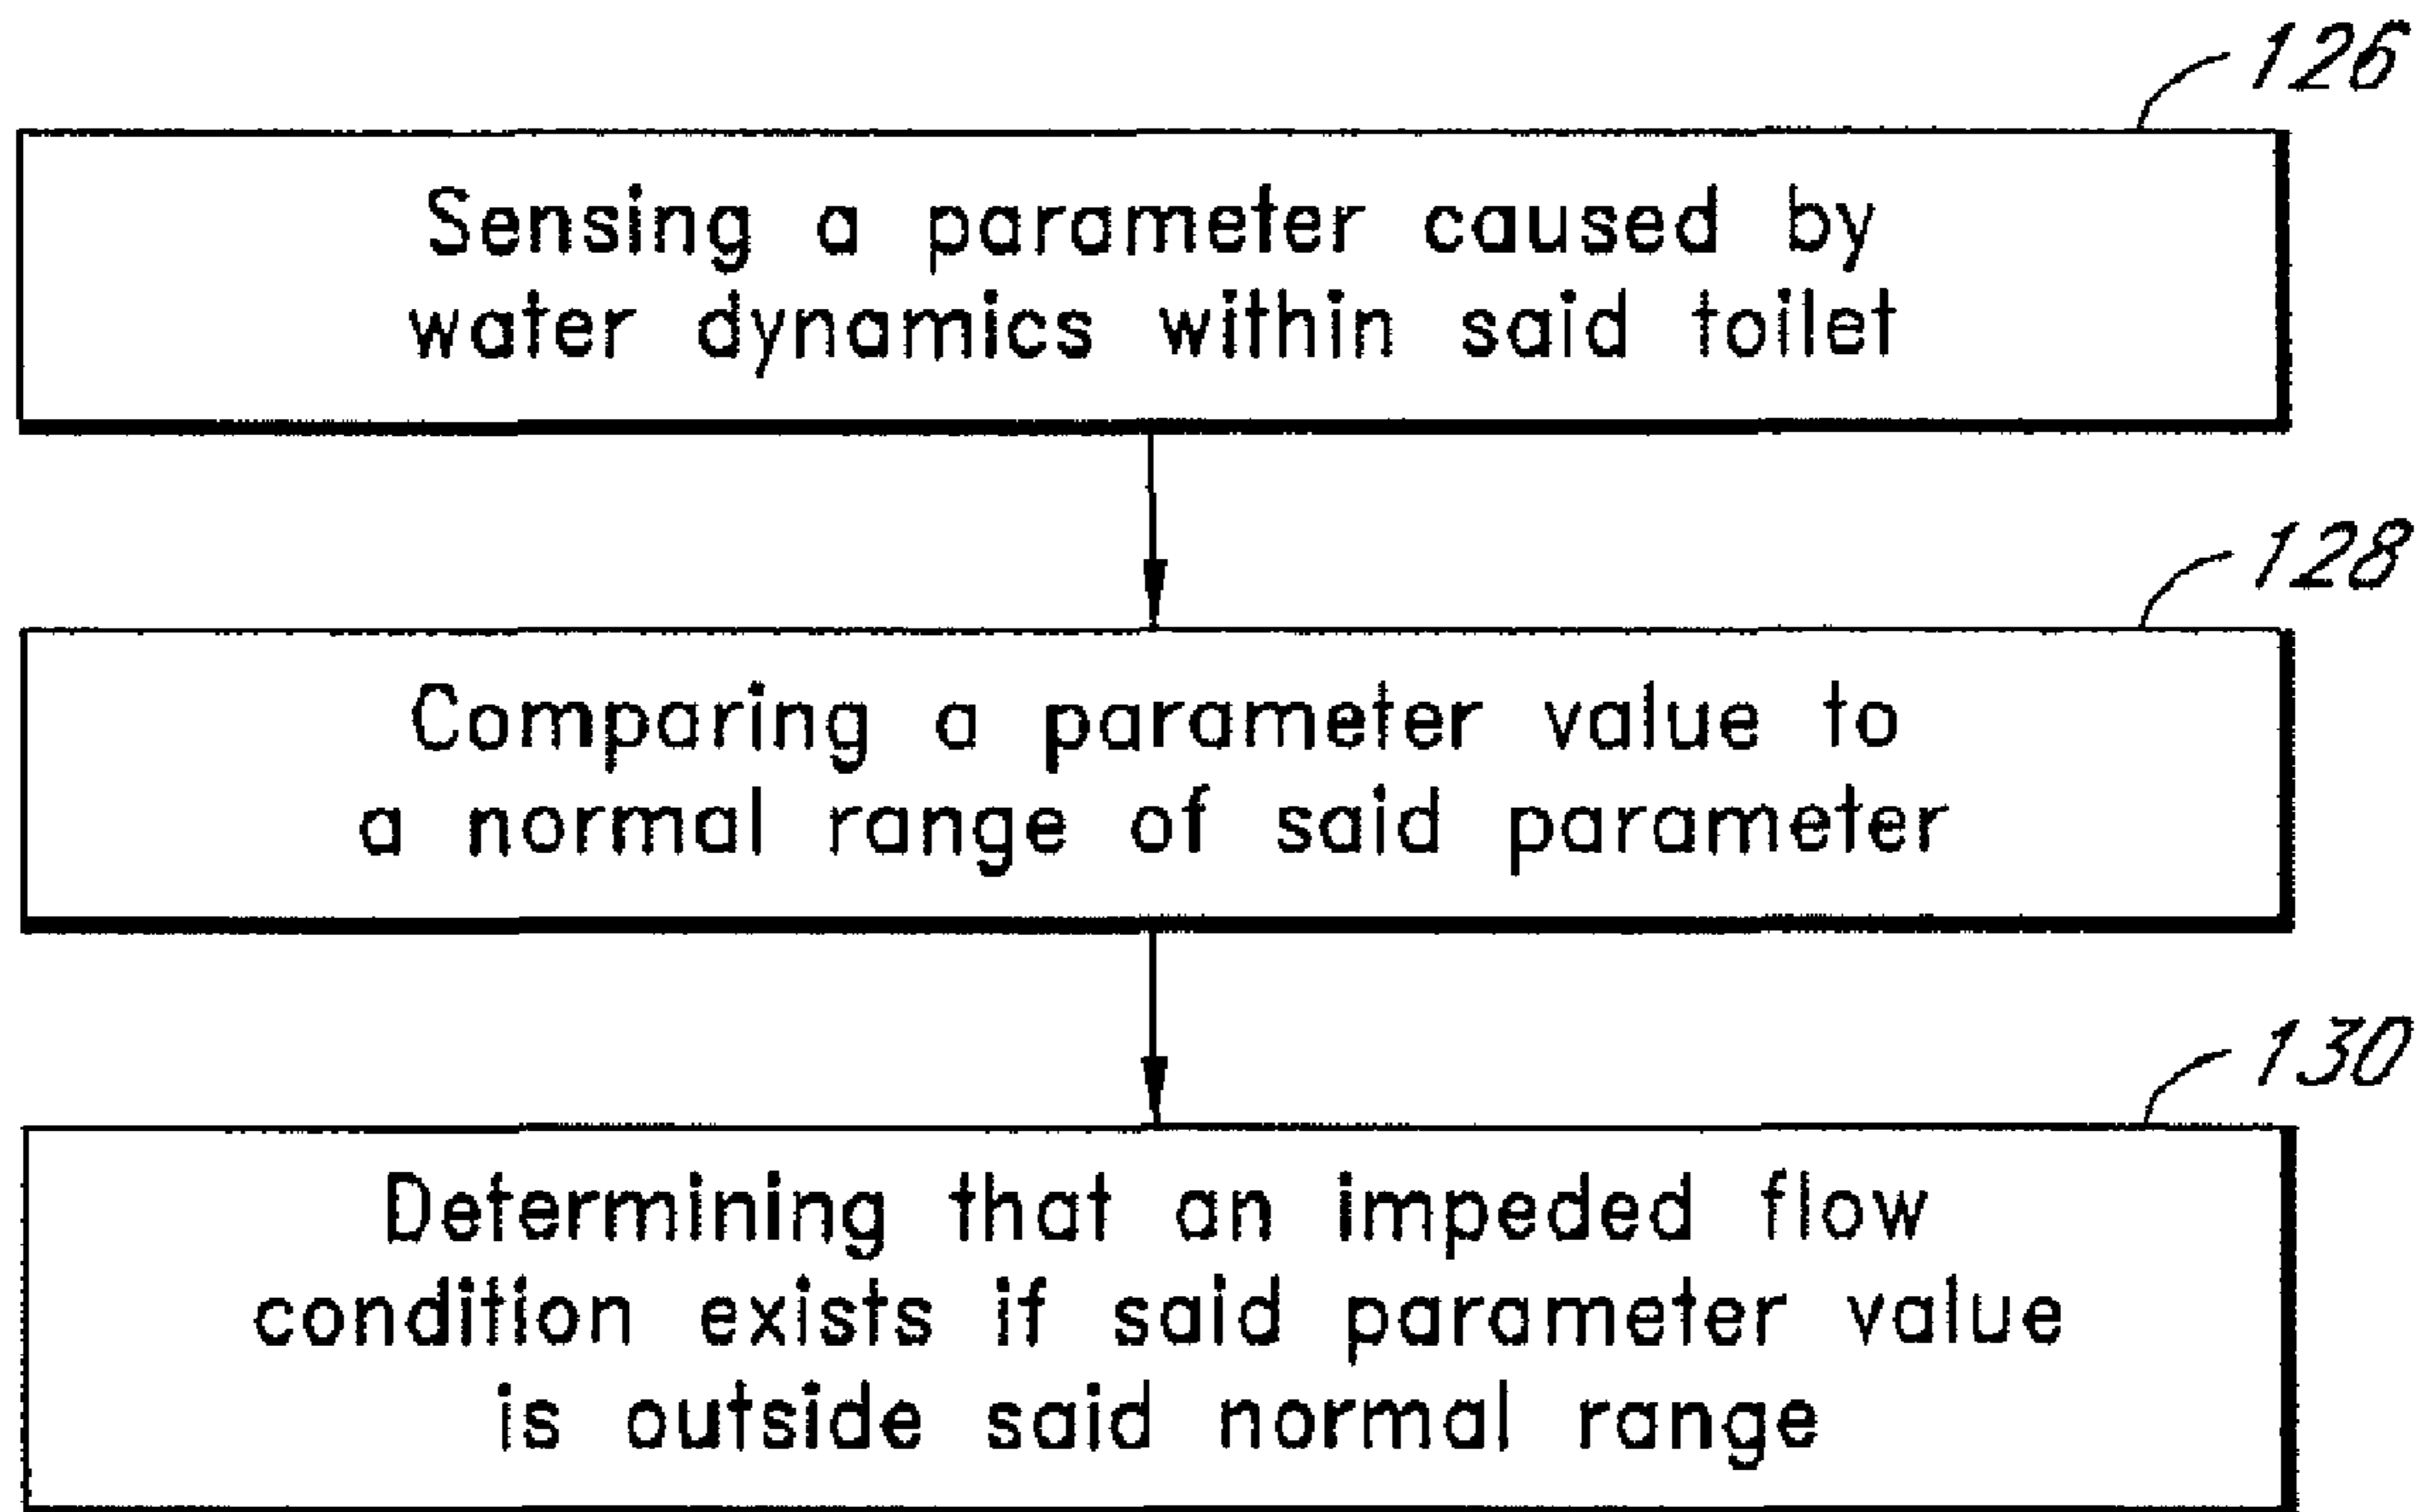 126
Sensing a parameter caused by
water dynamics within said toilet
128
Comparing a parameter value to
a normal range of said parameter
130
Determining that an impeded flow
condition exists if said parameter value
is outside said normal range